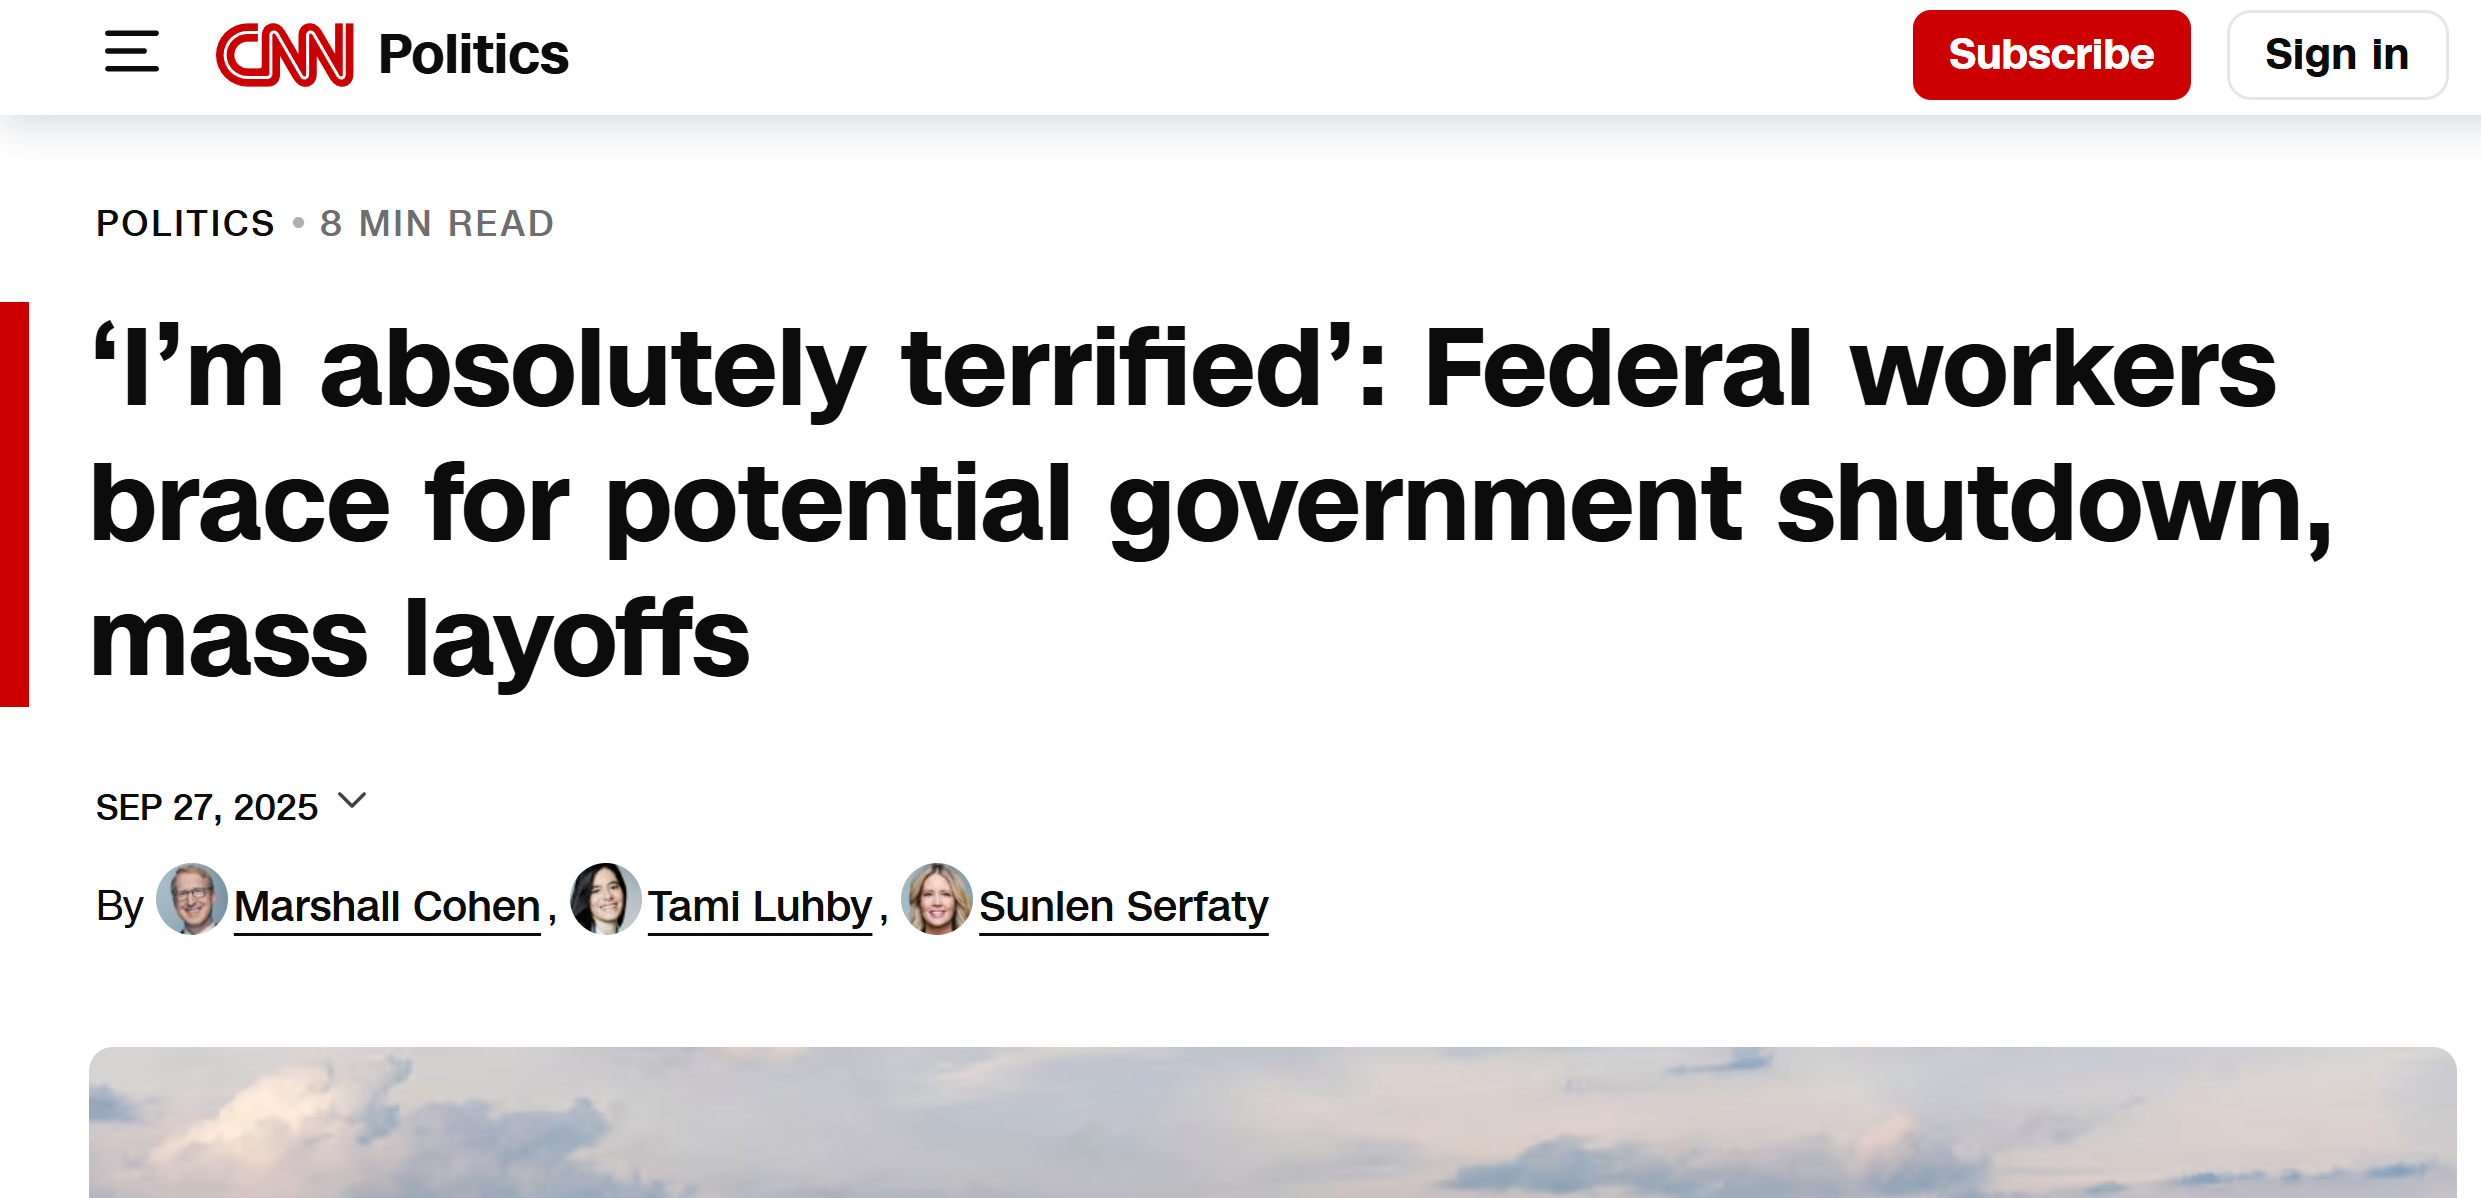 CNN Politics
Subscribe
Sign in
POLITICS • 8 MIN READ
‘I’m absolutely terrified’: Federal workers
brace for potential government shutdown,
mass layoffs
SEP 27, 2025
By Marshall Cohen, Tami Luhby, Sunlen Serfaty